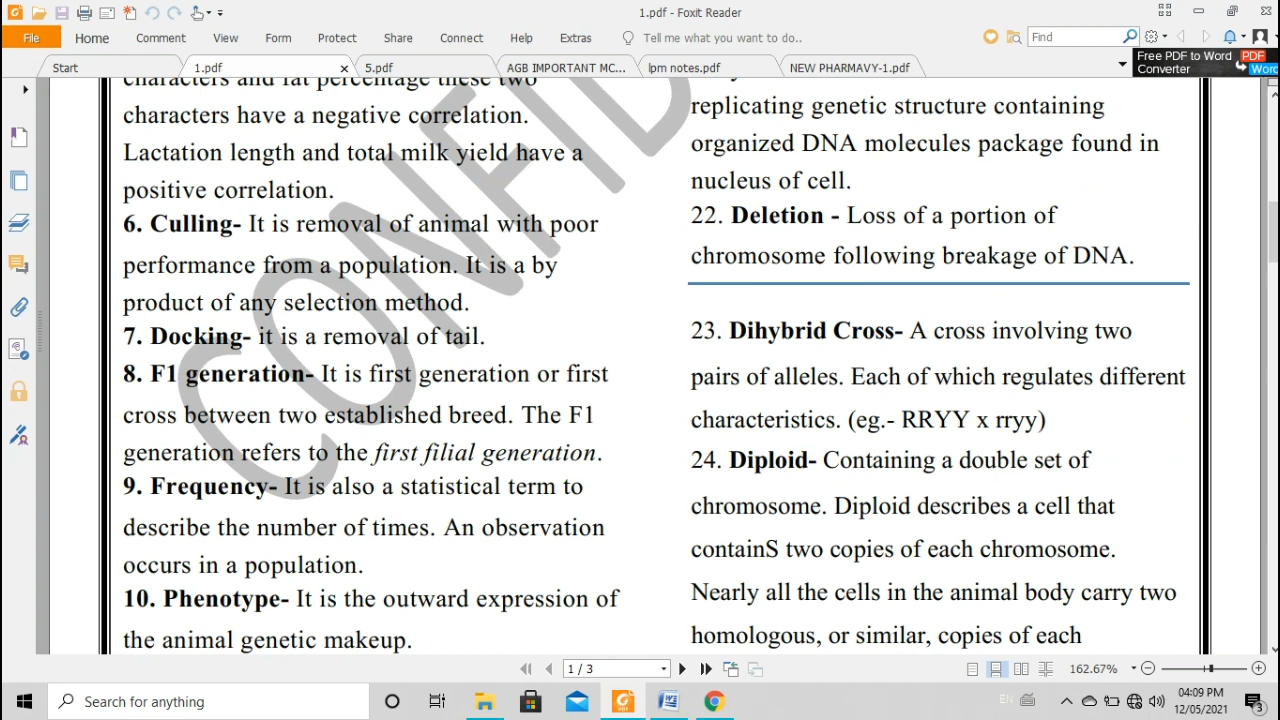 1.pdf - Foxit Reader
File Home Comment View Form Protect Share Connect Help Extras Tell me what you want to do.. Find
Start 1.pdf 5.pdf AGB IMPORTANT MC... lpm notes.pdf NEW PHARMAVY-1.pdf
Free PDF to Word PDF
Converter Word
characters and fat percentage these two
characters have a negative correlation.
Lactation length and total milk yield have a
positive correlation.
6. Culling- It is removal of animal with poor
performance from a population. It is a by
product of any selection method.
7. Docking- it is a removal of tail.
8. F1 generation- It is first generation or first
cross between two established breed. The F1
generation refers to the first filial generation.
9. Frequency- It is also a statistical term to
describe the number of times. An observation
occurs in a population.
10. Phenotype- It is the outward expression of
the animal genetic makeup.
replicating genetic structure containing
organized DNA molecules package found in
nucleus of cell.
22. Deletion - Loss of a portion of
chromosome following breakage of DNA.
23. Dihybrid Cross- A cross involving two
pairs of alleles. Each of which regulates different
characteristics. (eg.- RRYY x rryy)
24. Diploid- Containing a double set of
chromosome. Diploid describes a cell that
containS two copies of each chromosome.
Nearly all the cells in the animal body carry two
homologous, or similar, copies of each
CONFID
1 / 3
162.67%
Search for anything
EN
04:09 PM
12/05/2021
3